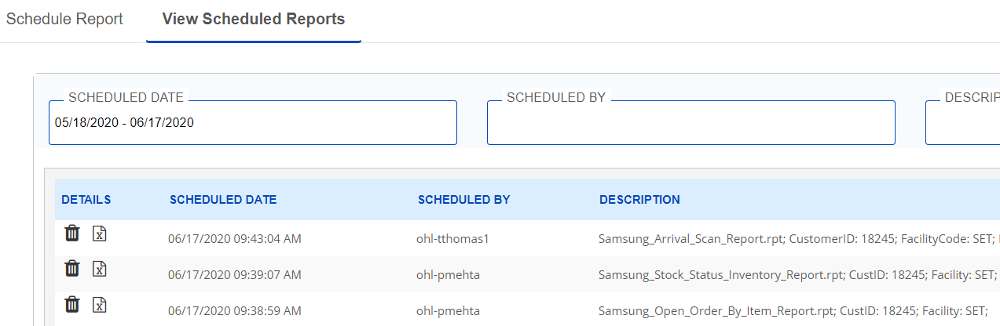 Schedule Report View Scheduled Reports
SCHEDULED DATE SCHEDULED BY
05/18/2020 - 06/17/2020
DETAILS SCHEDULED DATE SCHEDULED BY DESCRIPTION
06/17/2020 09:43:04 AM ohl-tthomas1 Samsung_Arrival_Scan_Report.rpt; CustomerID: 18245; FacilityCode: SET;
06/17/2020 09:39:07 AM ohl-pmehta Samsung_Stock_Status_Inventory_Report.rpt; CustID: 18245; Facility: SET;
06/17/2020 09:38:59 AM ohl-pmehta Samsung_Open_Order_By_Item_Report.rpt; CustID: 18245; Facility: SET;